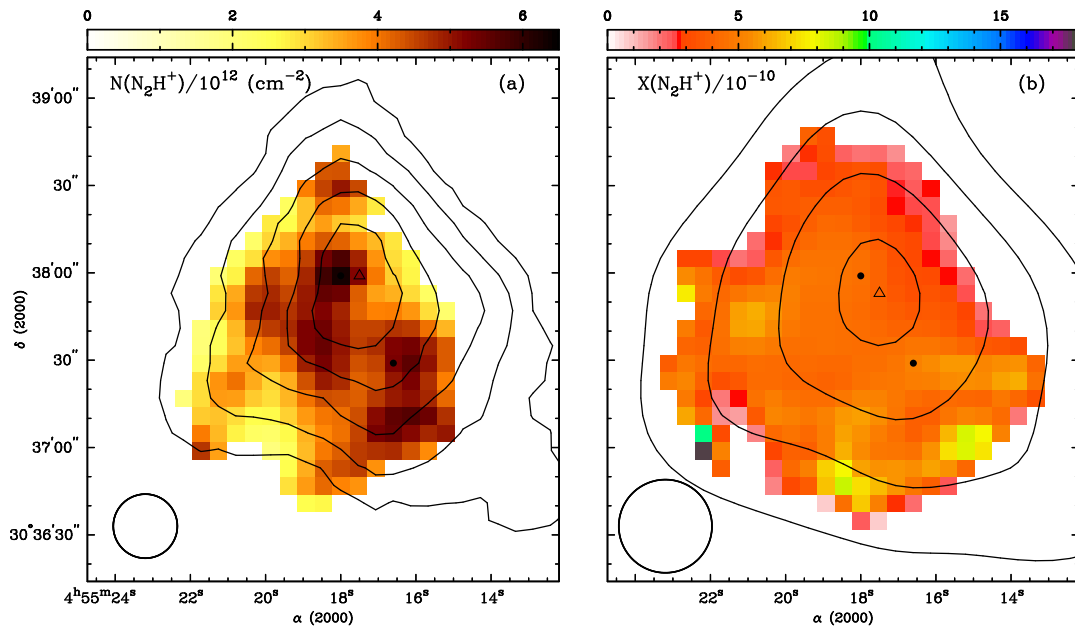 0 2 4 6
0 5 10 15
N(N₂H⁺)/10¹² (cm⁻²) (a)
X(N₂H⁺)/10⁻¹⁰ (b)
39′00″
30″
38′00″
30″
37′00″
30°36′30″
δ (2000)
δ (2000)
4ʰ55ᵐ24ˢ 22ˢ 20ˢ 18ˢ 16ˢ 14ˢ
22ˢ 20ˢ 18ˢ 16ˢ 14ˢ
α (2000)
α (2000)